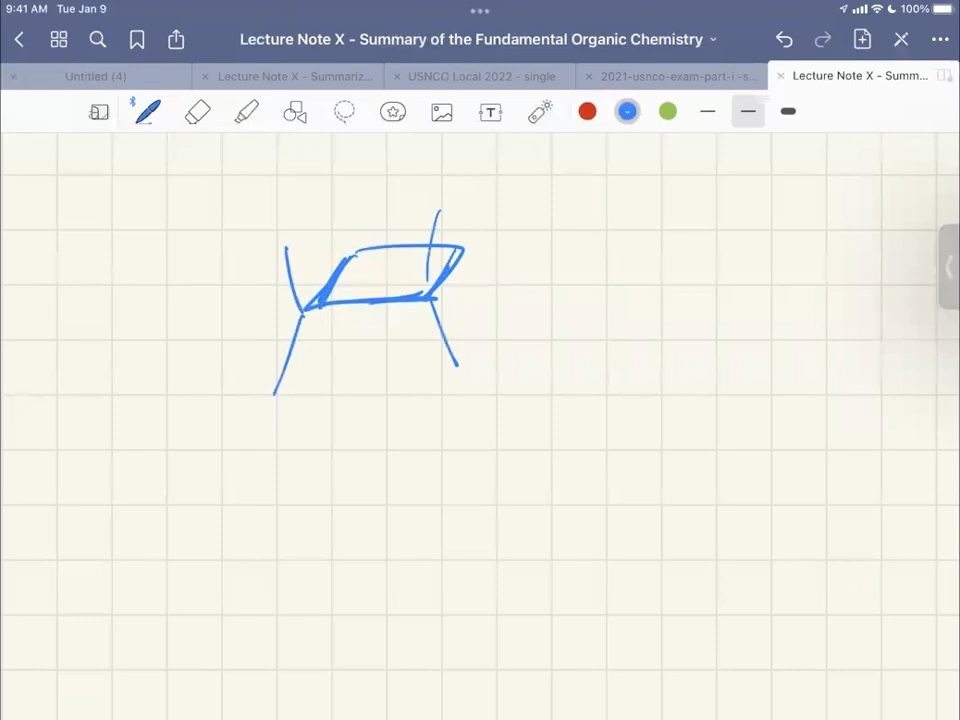 9:41 AM Tue Jan 9
100%
Lecture Note X - Summary of the Fundamental Organic Chemistry
Untitled (4)
Lecture Note X - Summariz...
USNCO Local 2022 - single
2021-usnco-exam-part-i -s...
Lecture Note X - Summ...
T